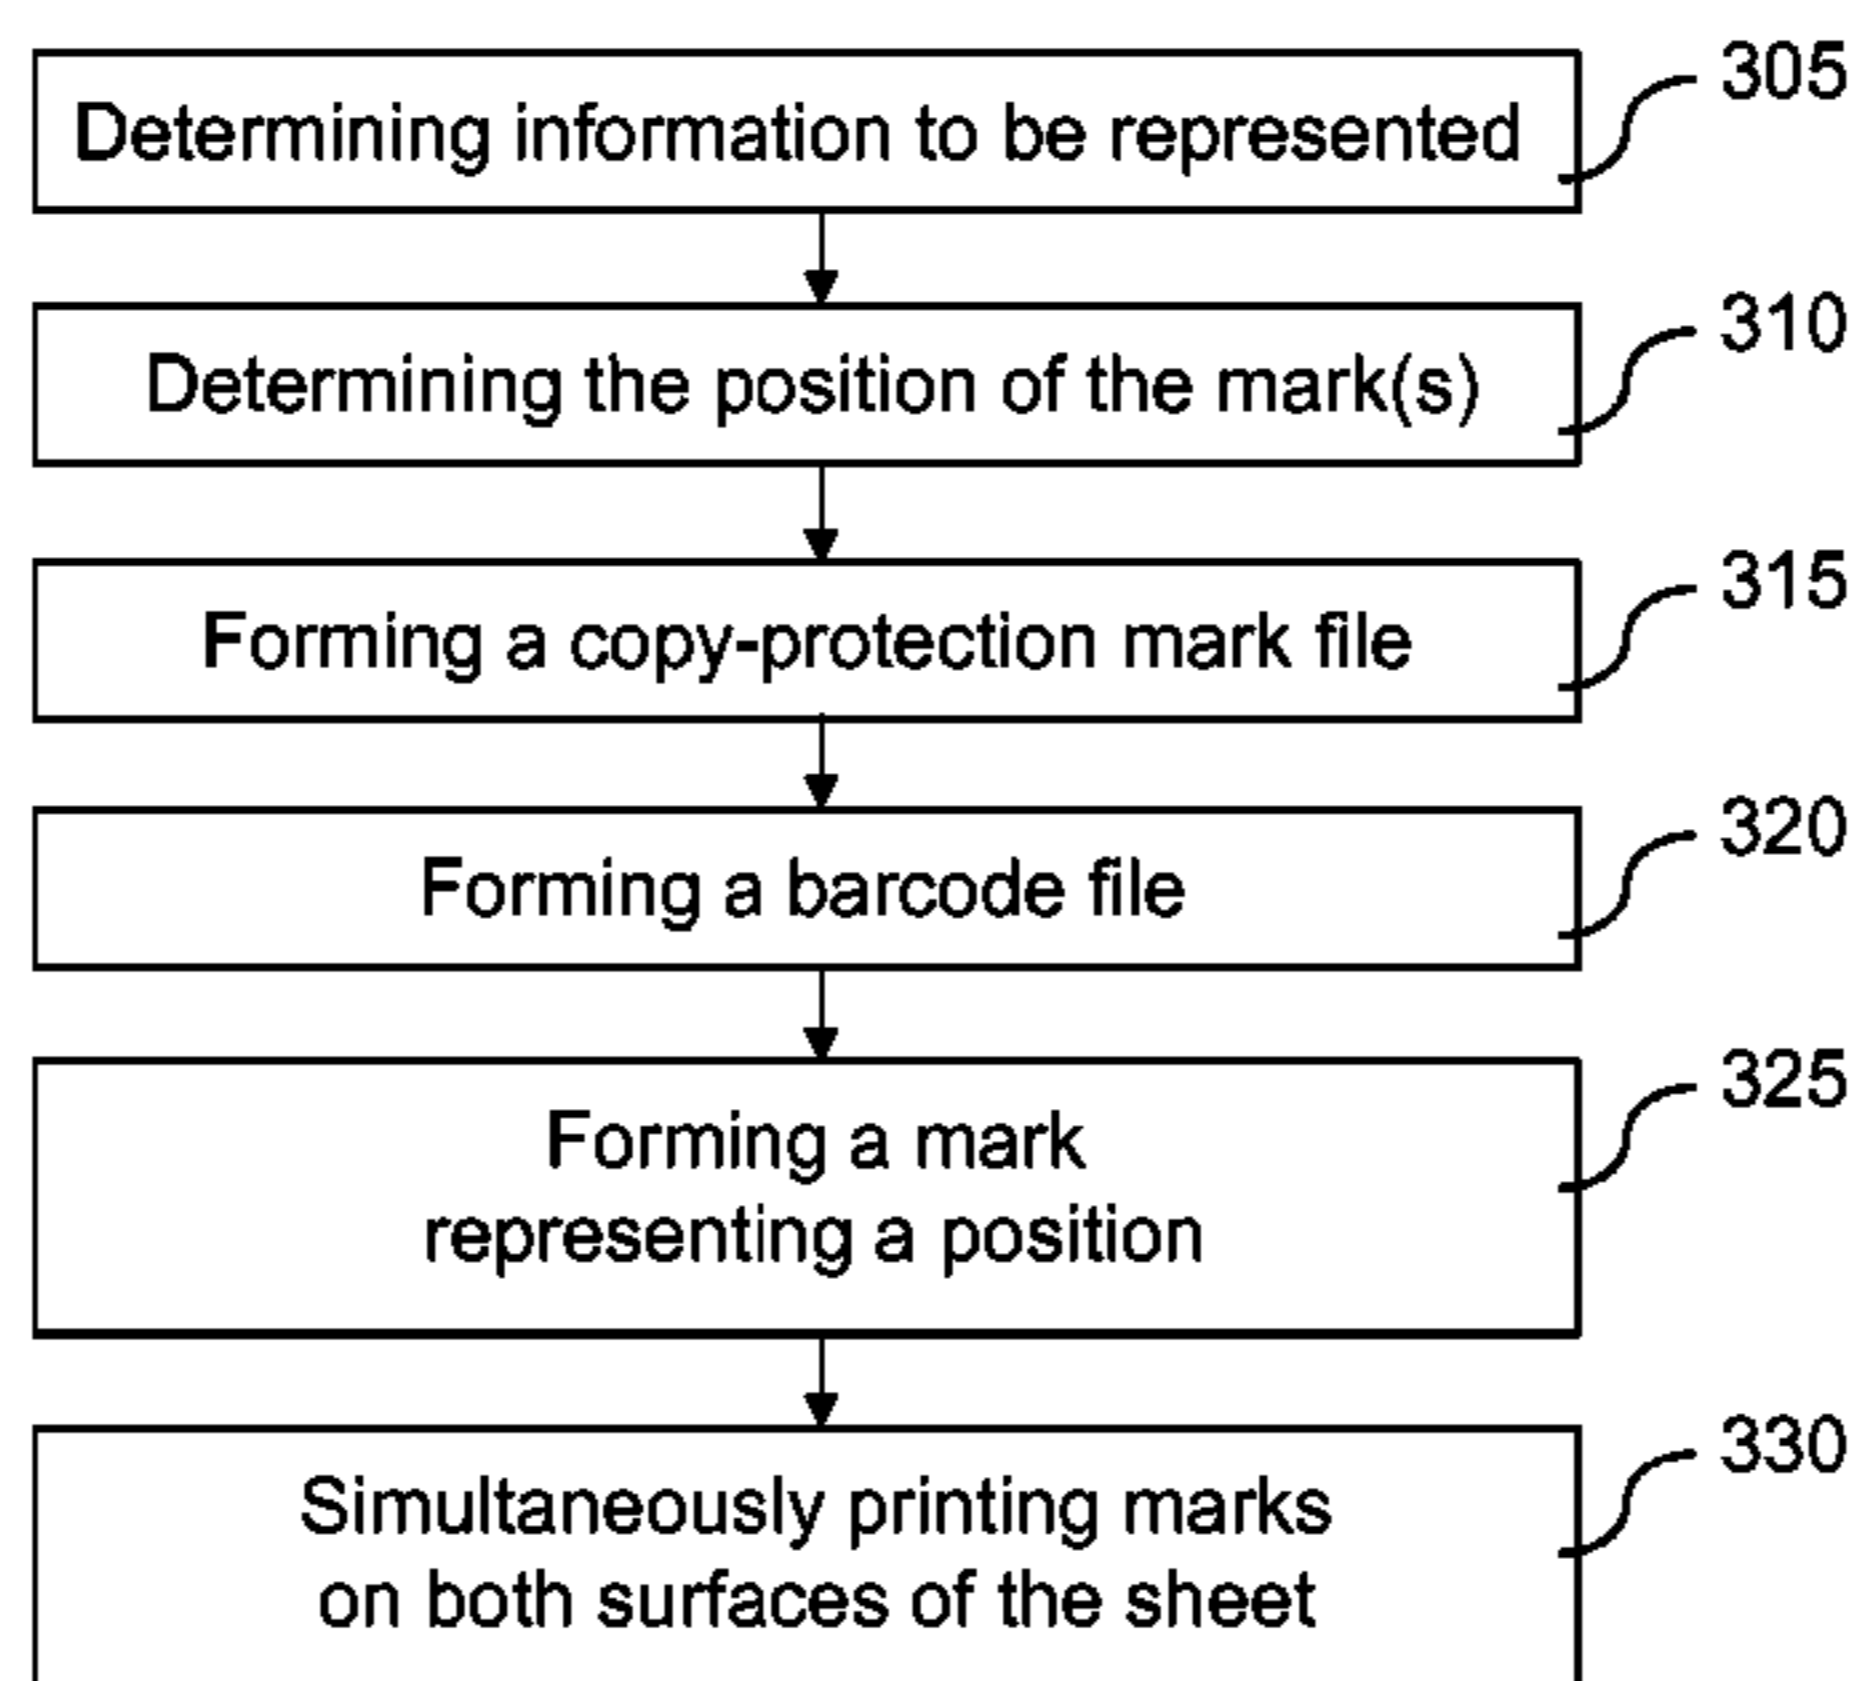 305
Determining information to be represented
310
Determining the position of the mark(s)
315
Forming a copy-protection mark file
320
Forming a barcode file
325
Forming a mark
representing a position
330
Simultaneously printing marks
on both surfaces of the sheet